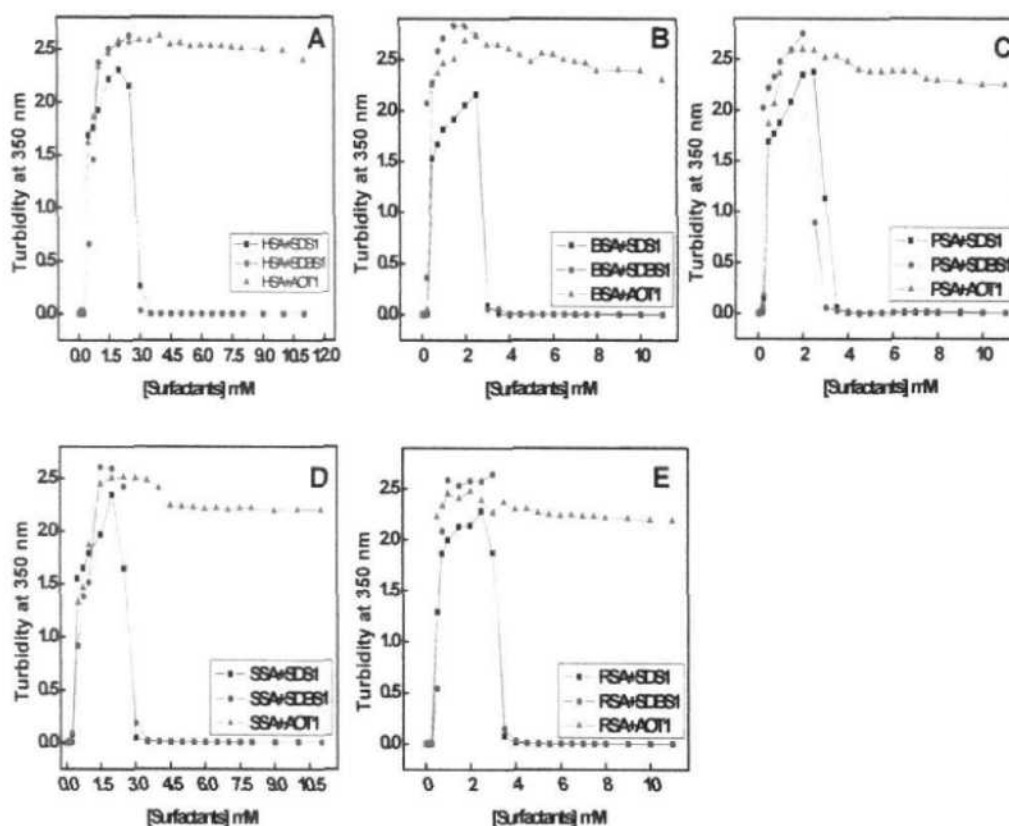 A
Turbidity at 350 nm
2.5
2.0
1.5
1.0
0.5
0.0
HSA+SDS1
HSA+SDBS1
HSA+AOT1
0.0 1.5 3.0 4.5 6.0 7.5 9.0 10.5 12.0
[Surfactants] mM
B
Turbidity at 350 nm
2.5
2.0
1.5
1.0
0.5
0.0
BSA+SDS1
BSA+SDBS1
BSA+AOT1
0 2 4 6 8 10
[Surfactants] mM
C
Turbidity at 350 nm
2.5
2.0
1.5
1.0
0.5
0.0
PSA+SDS1
PSA+SDBS1
PSA+AOT1
0 2 4 6 8 10
[Surfactants] mM
D
Turbidity at 350 nm
2.5
2.0
1.5
1.0
0.5
0.0
SSA+SDS1
SSA+SDBS1
SSA+AOT1
0.0 1.5 3.0 4.5 6.0 7.5 9.0 10.5
[Surfactants] mM
E
Turbidity at 350 nm
2.5
2.0
1.5
1.0
0.5
0.0
RSA+SDS1
RSA+SDBS1
RSA+AOT1
0 2 4 6 8 10
[Surfactants] mM